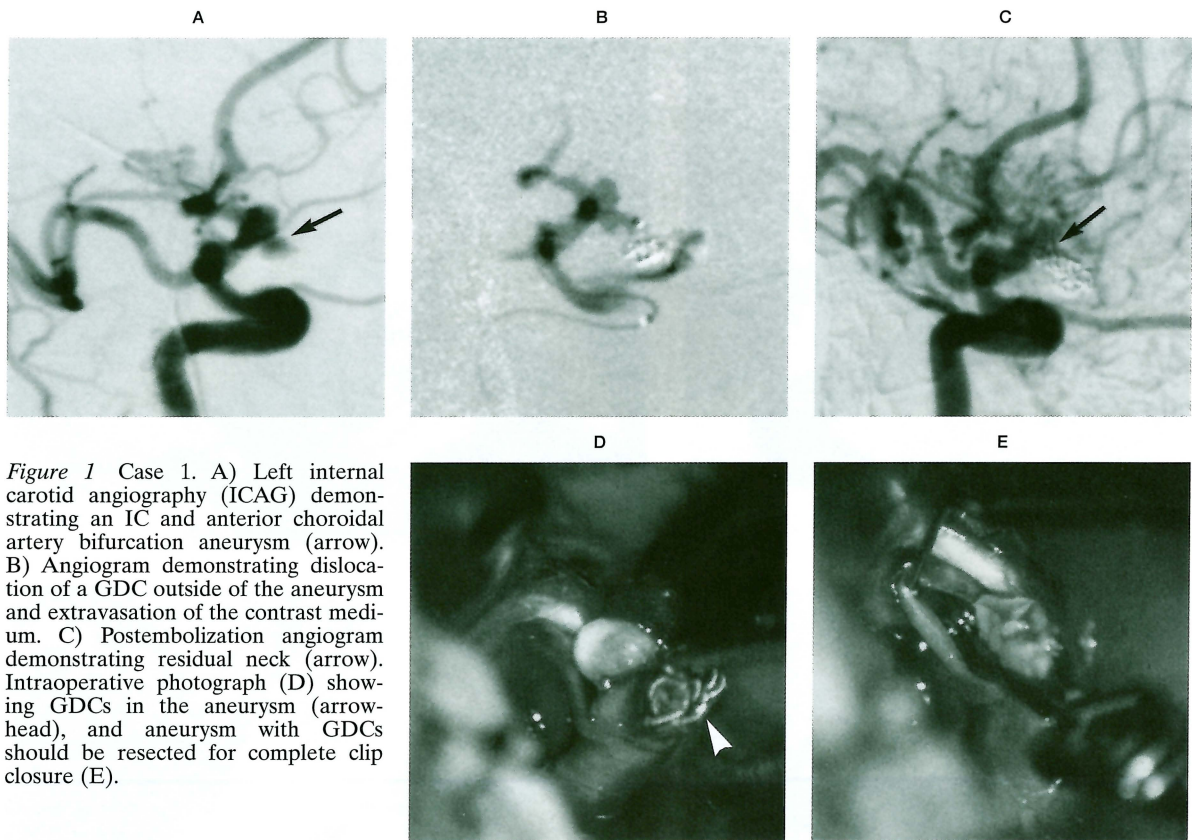 A
B
C
D
E
Figure 1 Case 1. A) Left internal
carotid angiography (ICAG) demon-
strating an IC and anterior choroidal
artery bifurcation aneurysm (arrow).
B) Angiogram demonstrating disloca-
tion of a GDC outside of the aneurysm
and extravasation of the contrast medi-
um. C) Postembolization angiogram
demonstrating residual neck (arrow).
Intraoperative photograph (D) show-
ing GDCs in the aneurysm (arrow-
head), and aneurysm with GDCs
should be resected for complete clip
closure (E).